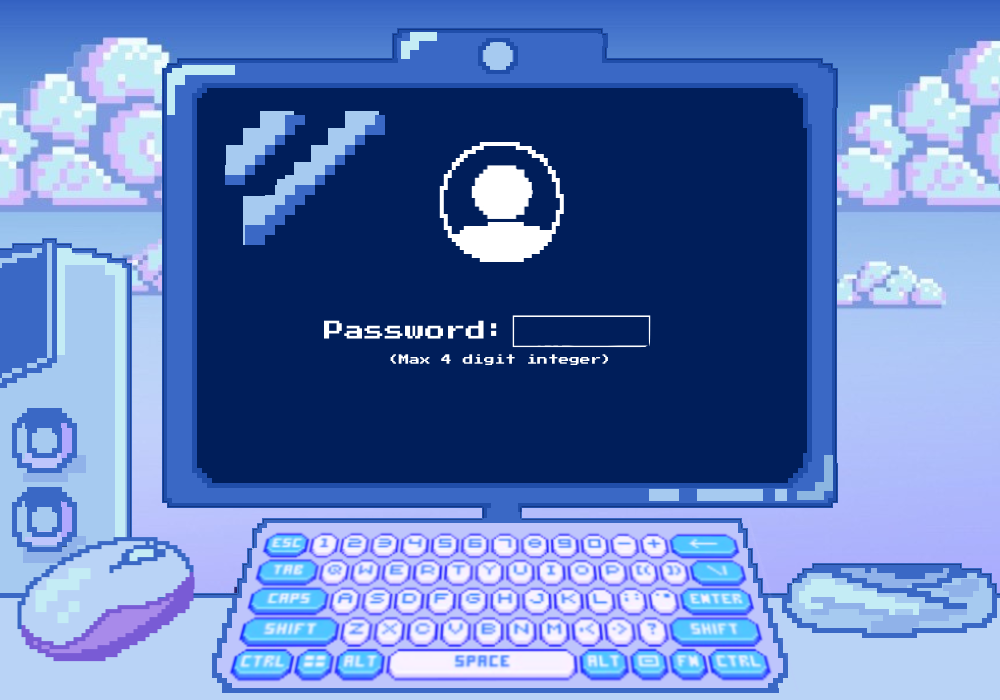 Password:
(Max 4 digit integer)
ESC 1 2 3 4 5 6 7 8 9 0 - + ←
TAB Q W E R T Y U I O P [( ]) \/
CAPS A S D F G H J K L ENTER
SHIFT Z X C V B N M < > ? SHIFT
CTRL ALT SPACE ALT FN CTRL